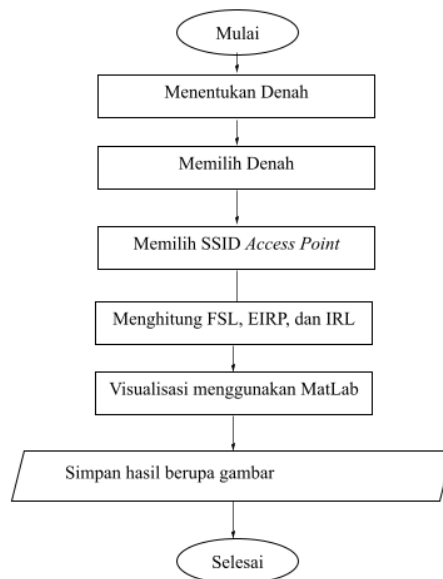 Mulai
Menentukan Denah
Memilih Denah
Memilih SSID Access Point
Menghitung FSL, EIRP, dan IRL
Visualisasi menggunakan MatLab
Simpan hasil berupa gambar
Selesai